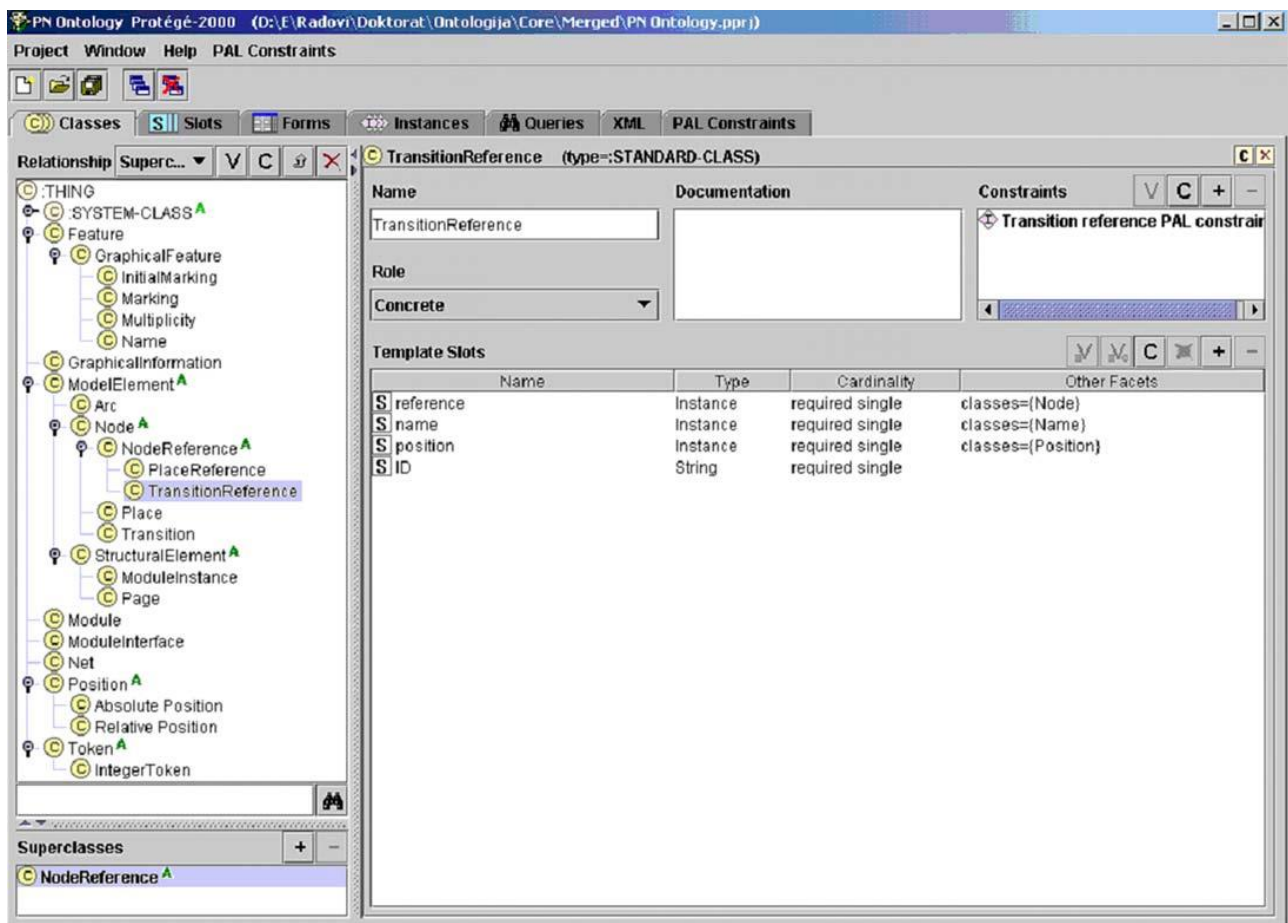 PN Ontology Protégé-2000 (D:\E\Radovi\Doktorat\Ontologija\Core\Merged\PN Ontology.pprj)
Project Window Help PAL Constraints
C Classes S Slots Forms Instances Queries XML PAL Constraints
Relationship Superc... V C
C :THING
C :SYSTEM-CLASS A
C Feature
C GraphicalFeature
C InitialMarking
C Marking
C Multiplicity
C Name
C GraphicalInformation
C ModelElement A
C Arc
C Node A
C NodeReference A
C PlaceReference
C TransitionReference
C Place
C Transition
C StructuralElement A
C ModuleInstance
C Page
C Module
C ModuleInterface
C Net
C Position A
C Absolute Position
C Relative Position
C Token A
C IntegerToken
Superclasses + −
C NodeReference A
C TransitionReference (type=:STANDARD-CLASS) C ×
Name
TransitionReference
Role
Concrete
Documentation
Constraints V C + −
Transition reference PAL constrair
Template Slots V V C + −
Name Type Cardinality Other Facets
S reference Instance required single classes={Node}
S name Instance required single classes={Name}
S position Instance required single classes={Position}
S ID String required single